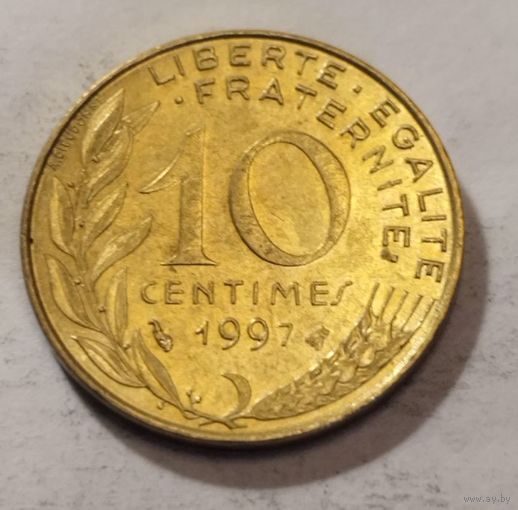 LIBERTE · EGALITE
· FRATERNITE ·
10
CENTIMES
1997
www.ay.by